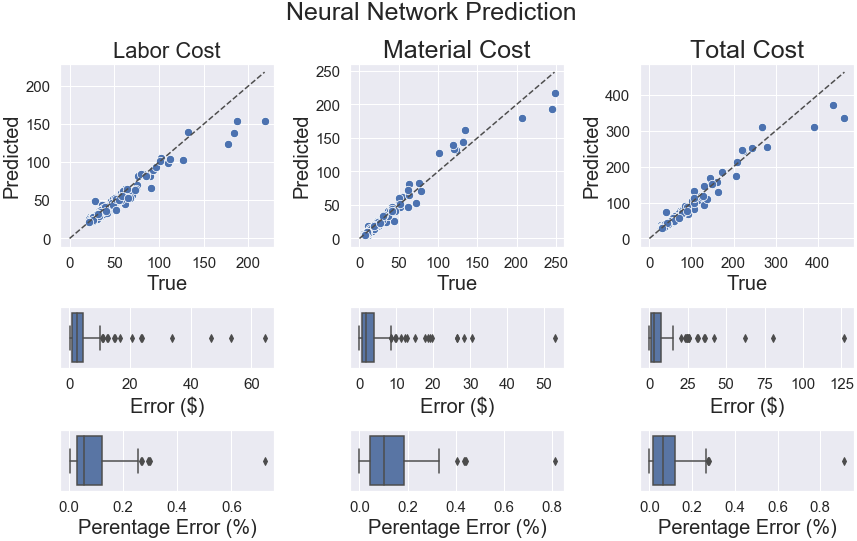 Neural Network Prediction
Labor Cost Material Cost Total Cost
Predicted
200
150
100
50
0
0 50 100 150 200
True
Predicted
250
200
150
100
50
0
0 50 100 150 200 250
True
Predicted
400
300
200
100
0
0 100 200 300 400
True
0 20 40 60
Error ($)
0 10 20 30 40 50
Error ($)
0 25 50 75 100 125
Error ($)
0.0 0.2 0.4 0.6
Perentage Error (%)
0.0 0.2 0.4 0.6 0.8
Perentage Error (%)
0.0 0.2 0.4 0.6 0.8
Perentage Error (%)